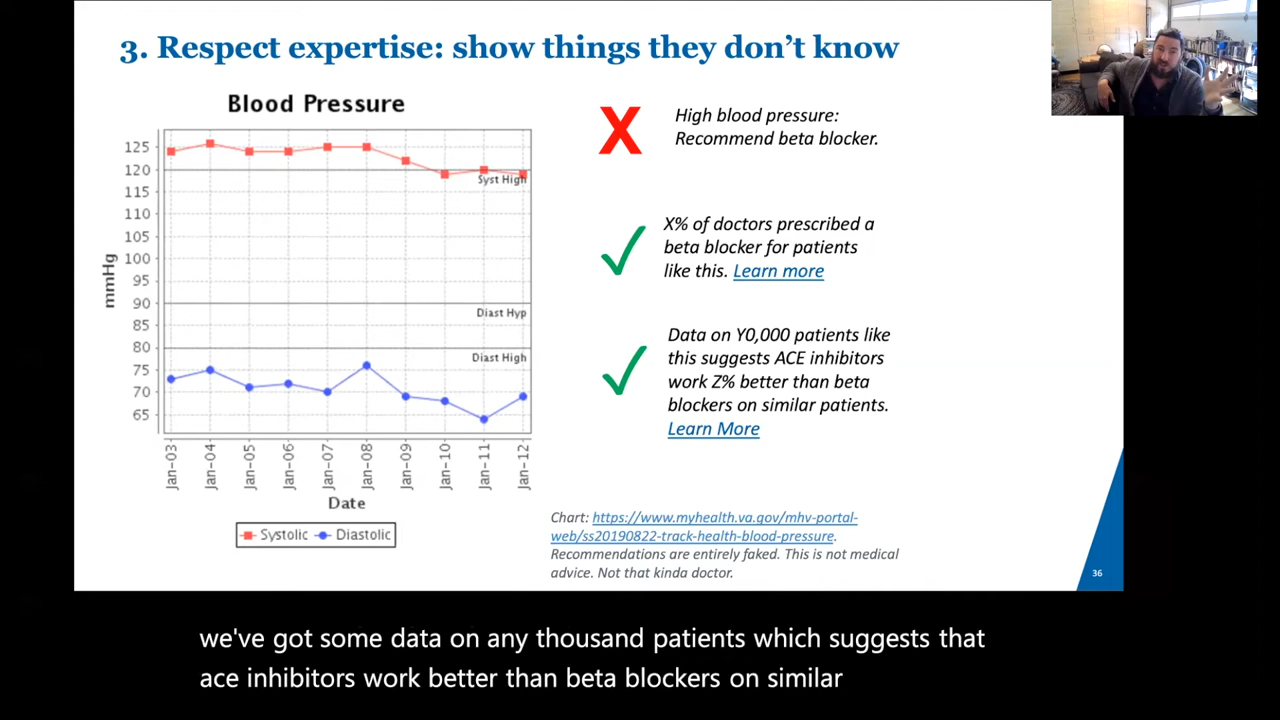 3. Respect expertise: show things they don’t know
Blood Pressure
125
120
115
110
105
100
95
90
85
80
75
70
65
mmHg
Syst High
Diast Hyp
Diast High
Jan-03
Jan-04
Jan-05
Jan-06
Jan-07
Jan-08
Jan-09
Jan-10
Jan-11
Jan-12
Date
Systolic
Diastolic
X
High blood pressure:
Recommend beta blocker.
X% of doctors prescribed a
beta blocker for patients
like this. Learn more
Data on Y0,000 patients like
this suggests ACE inhibitors
work Z% better than beta
blockers on similar patients.
Learn More
Chart: https://www.myhealth.va.gov/mhv-portal-
web/ss20190822-track-health-blood-pressure.
Recommendations are entirely faked. This is not medical
advice. Not that kinda doctor.
36
we've got some data on any thousand patients which suggests that
ace inhibitors work better than beta blockers on similar